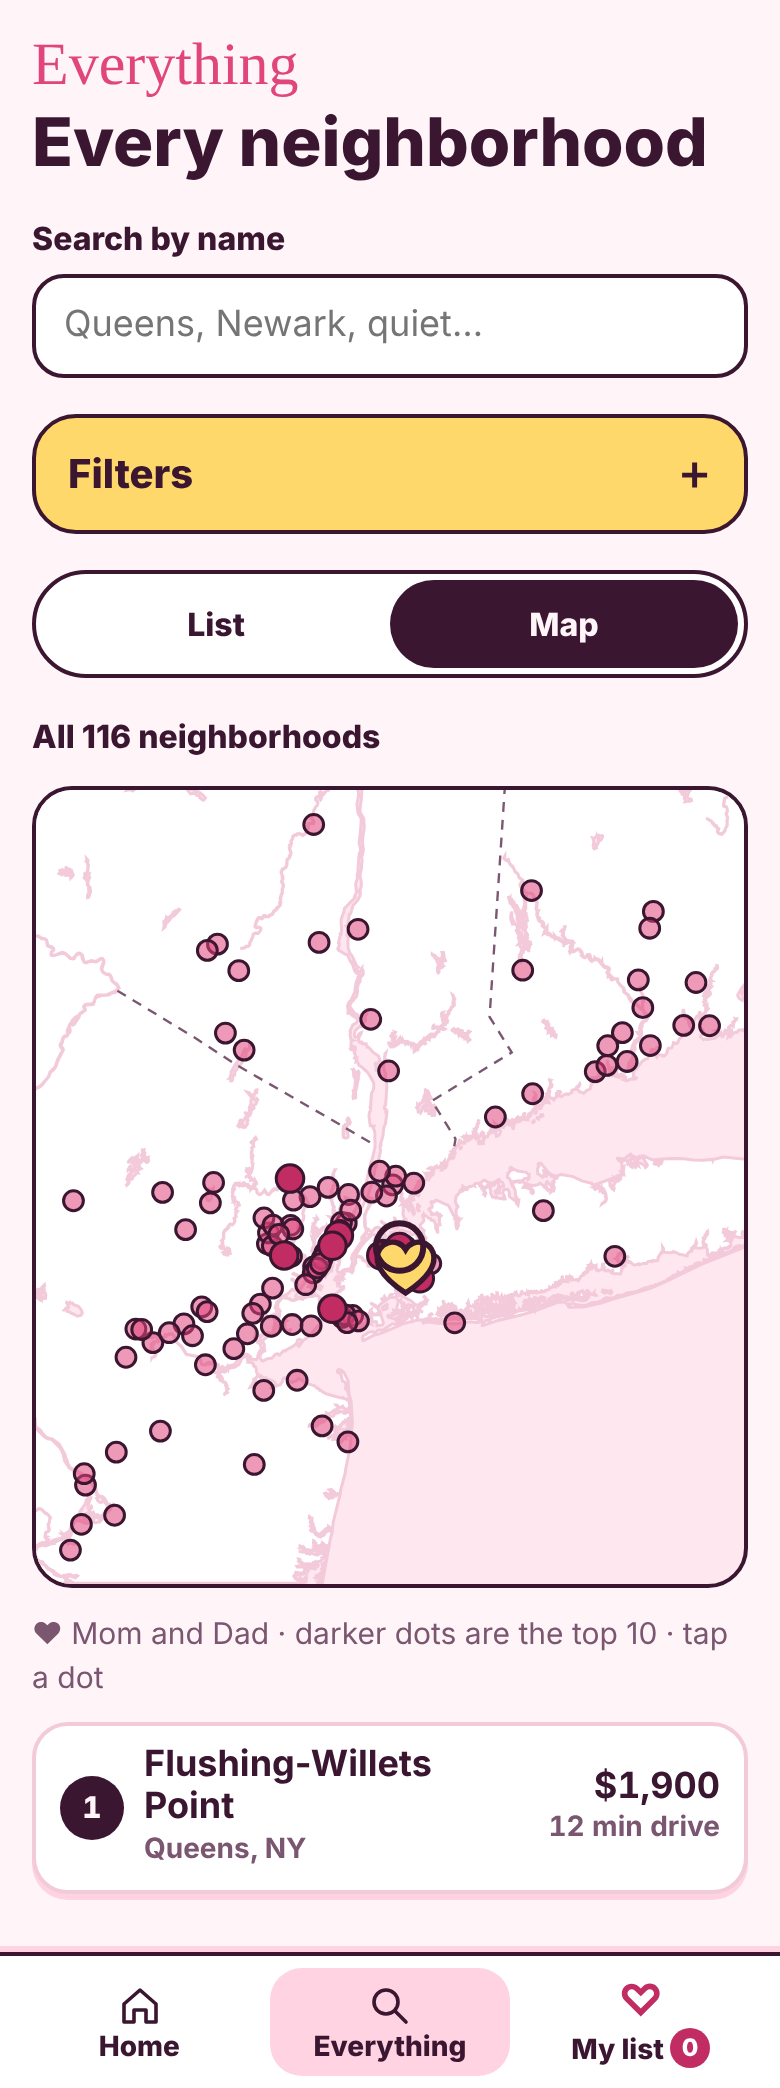 Everything
Every neighborhood
Search by name
Queens, Newark, quiet...
Filters +
List
Map
All 116 neighborhoods
♥ Mom and Dad · darker dots are the top 10 · tap
a dot
1
Flushing-Willets
Point
Queens, NY
$1,900
12 min drive
Home
Everything
My list 0